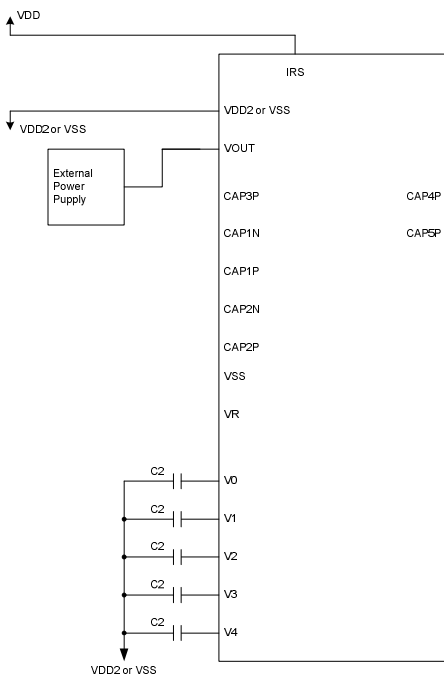 VDD
IRS
VDD2 or VSS
VDD2 or VSS
VOUT
External
Power
Pupply
CAP3P
CAP4P
CAP1N
CAP5P
CAP1P
CAP2N
CAP2P
VSS
VR
C2
V0
C2
V1
C2
V2
C2
V3
C2
V4
VDD2 or VSS